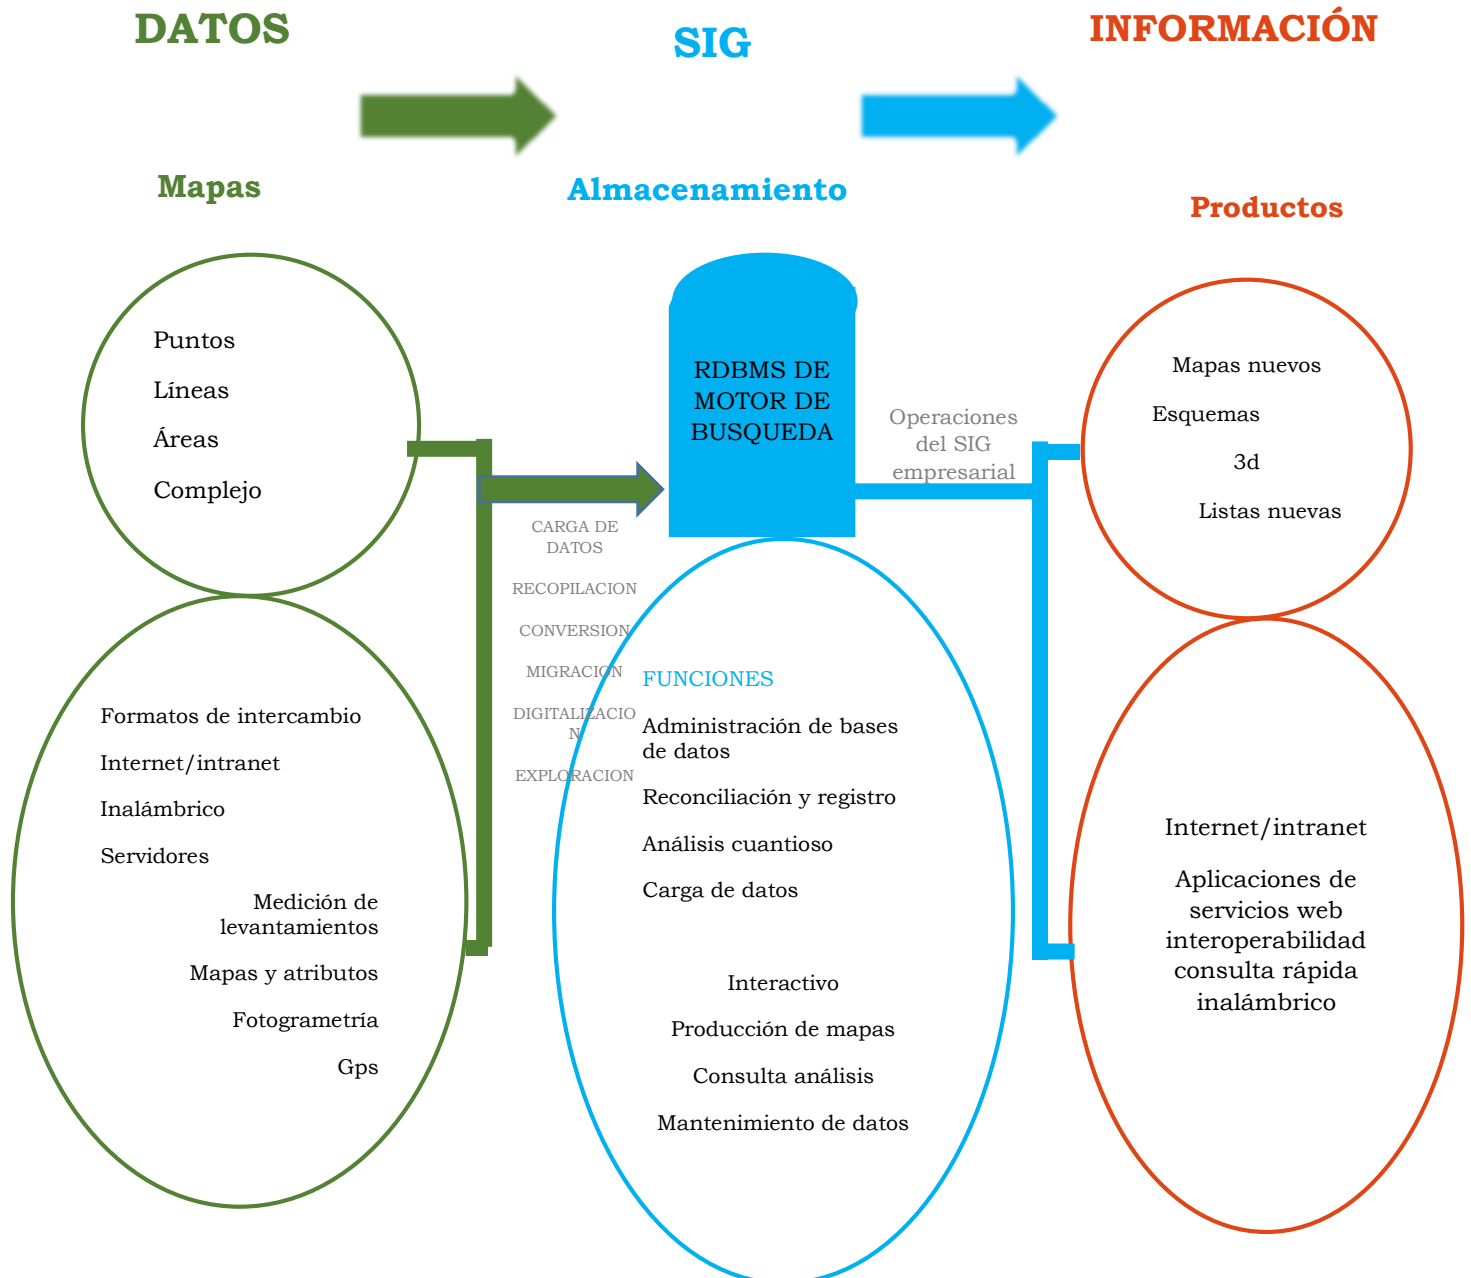 DATOS
SIG
INFORMACIÓN
Mapas
Almacenamiento
Productos
Puntos
Líneas
Áreas
Complejo
Formatos de intercambio
Internet/intranet
Inalámbrico
Servidores
Medición de
levantamientos
Mapas y atributos
Fotogrametría
Gps
CARGA DE
DATOS
RECOPILACION
CONVERSION
MIGRACION
DIGITALIZACIO
N
EXPLORACION
RDBMS DE
MOTOR DE
BUSQUEDA
FUNCIONES
Administración de bases
de datos
Reconciliación y registro
Análisis cuantioso
Carga de datos
Interactivo
Producción de mapas
Consulta análisis
Mantenimiento de datos
Operaciones
del SIG
empresarial
Mapas nuevos
Esquemas
3d
Listas nuevas
Internet/intranet
Aplicaciones de
servicios web
interoperabilidad
consulta rápida
inalámbrico